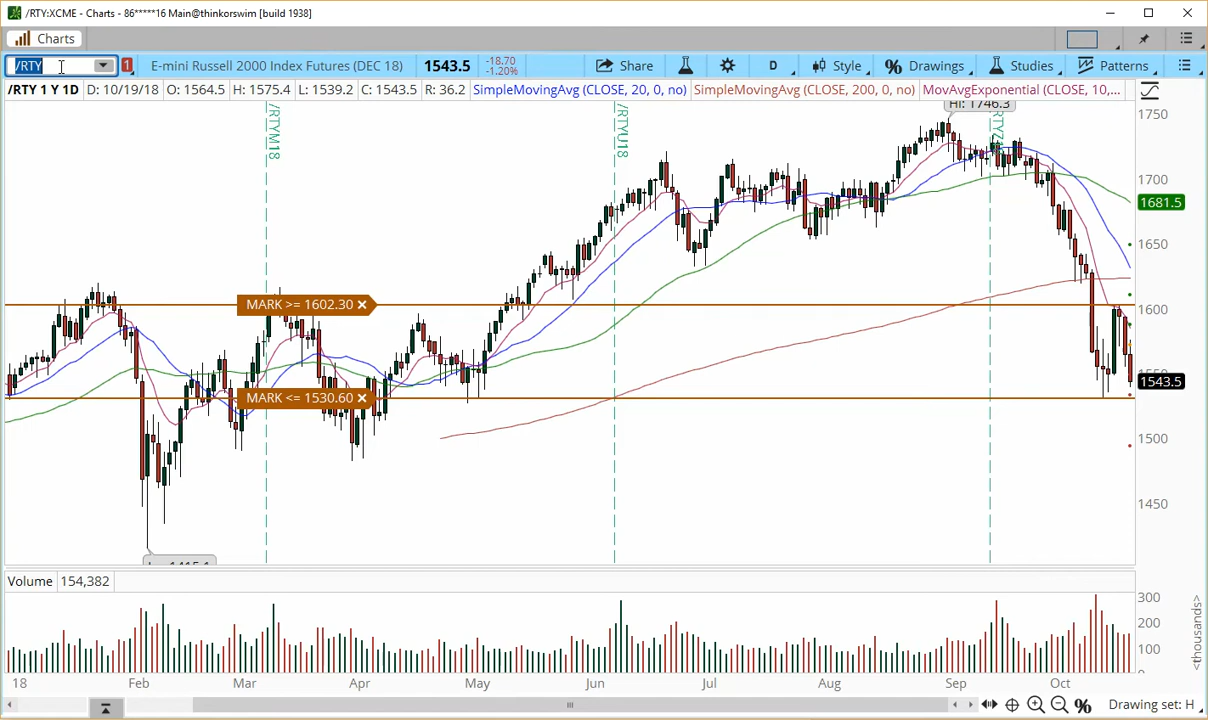 /RTY:XCME - Charts - 86*****16 Main@thinkorswim [build 1938]
Charts
/RTY 1 E-mini Russell 2000 Index Futures (DEC 18) 1543.5 -18.70 -1.20% Share D Style % Drawings Studies Patterns
/RTY 1 Y 1D D: 10/19/18 O: 1564.5 H: 1575.4 L: 1539.2 C: 1543.5 R: 36.2 SimpleMovingAvg (CLOSE, 20, 0, no) SimpleMovingAvg (CLOSE, 200, 0, no) MovAvgExponential (CLOSE, 10,...
Hi: 1746.3
/RTYM18
/RTYU18
1750
1700
1681.5
1650
1600
MARK >= 1602.30
1543.5
MARK <= 1530.60
1500
1450
Volume 154,382
300
200
100
<thousands>
18 Feb Mar Apr May Jun Jul Aug Sep Oct
% Drawing set: H